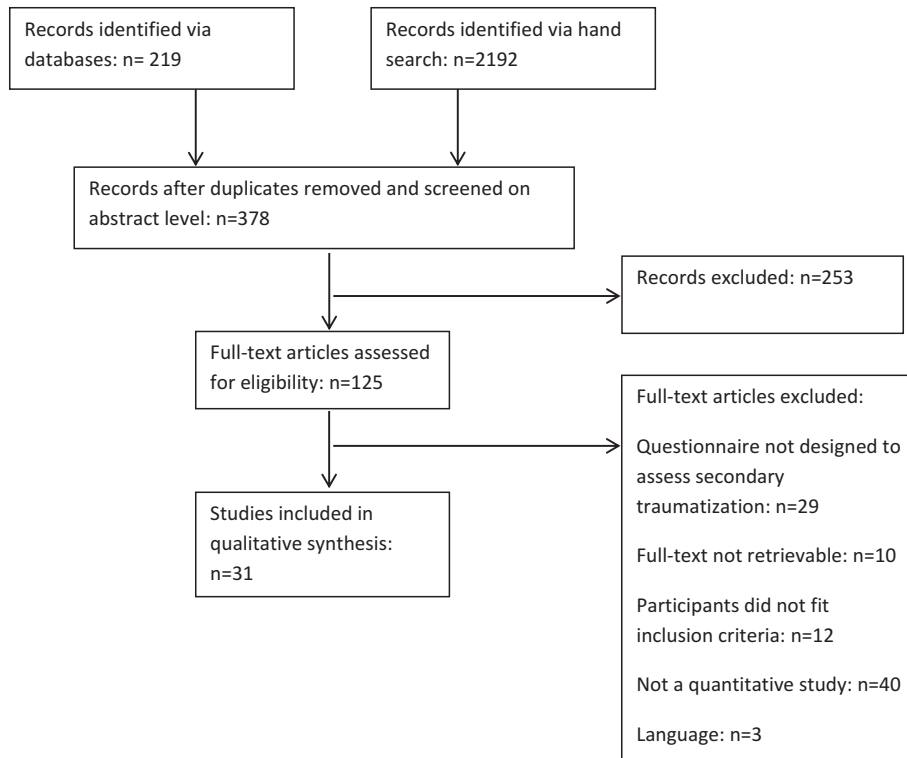 Records identified via
databases: n= 219
Records identified via hand
search: n=2192
Records after duplicates removed and screened on
abstract level: n=378
Records excluded: n=253
Full-text articles assessed
for eligibility: n=125
Full-text articles excluded:
Questionnaire not designed to
assess secondary
traumatization: n=29
Full-text not retrievable: n=10
Participants did not fit
inclusion criteria: n=12
Not a quantitative study: n=40
Language: n=3
Studies included in
qualitative synthesis:
n=31